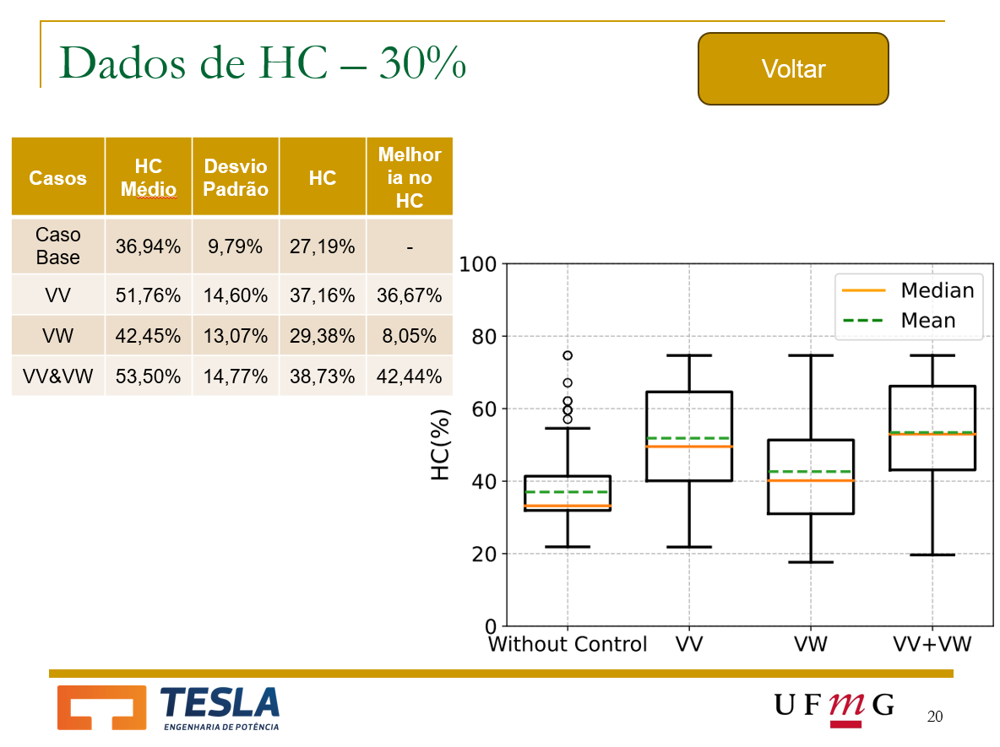 Dados de HC – 30%
Voltar
Casos
HC
Médio
Desvio
Padrão
HC
Melhor
ia no
HC
Caso
Base
36,94%
9,79%
27,19%
-
VV
51,76%
14,60%
37,16%
36,67%
VW
42,45%
13,07%
29,38%
8,05%
VV&VW
53,50%
14,77%
38,73%
42,44%
HC(%)
100
80
60
40
20
0
Median
Mean
Without Control
VV
VW
VV+VW
TESLA
ENGENHARIA DE POTÊNCIA
UFmG
20